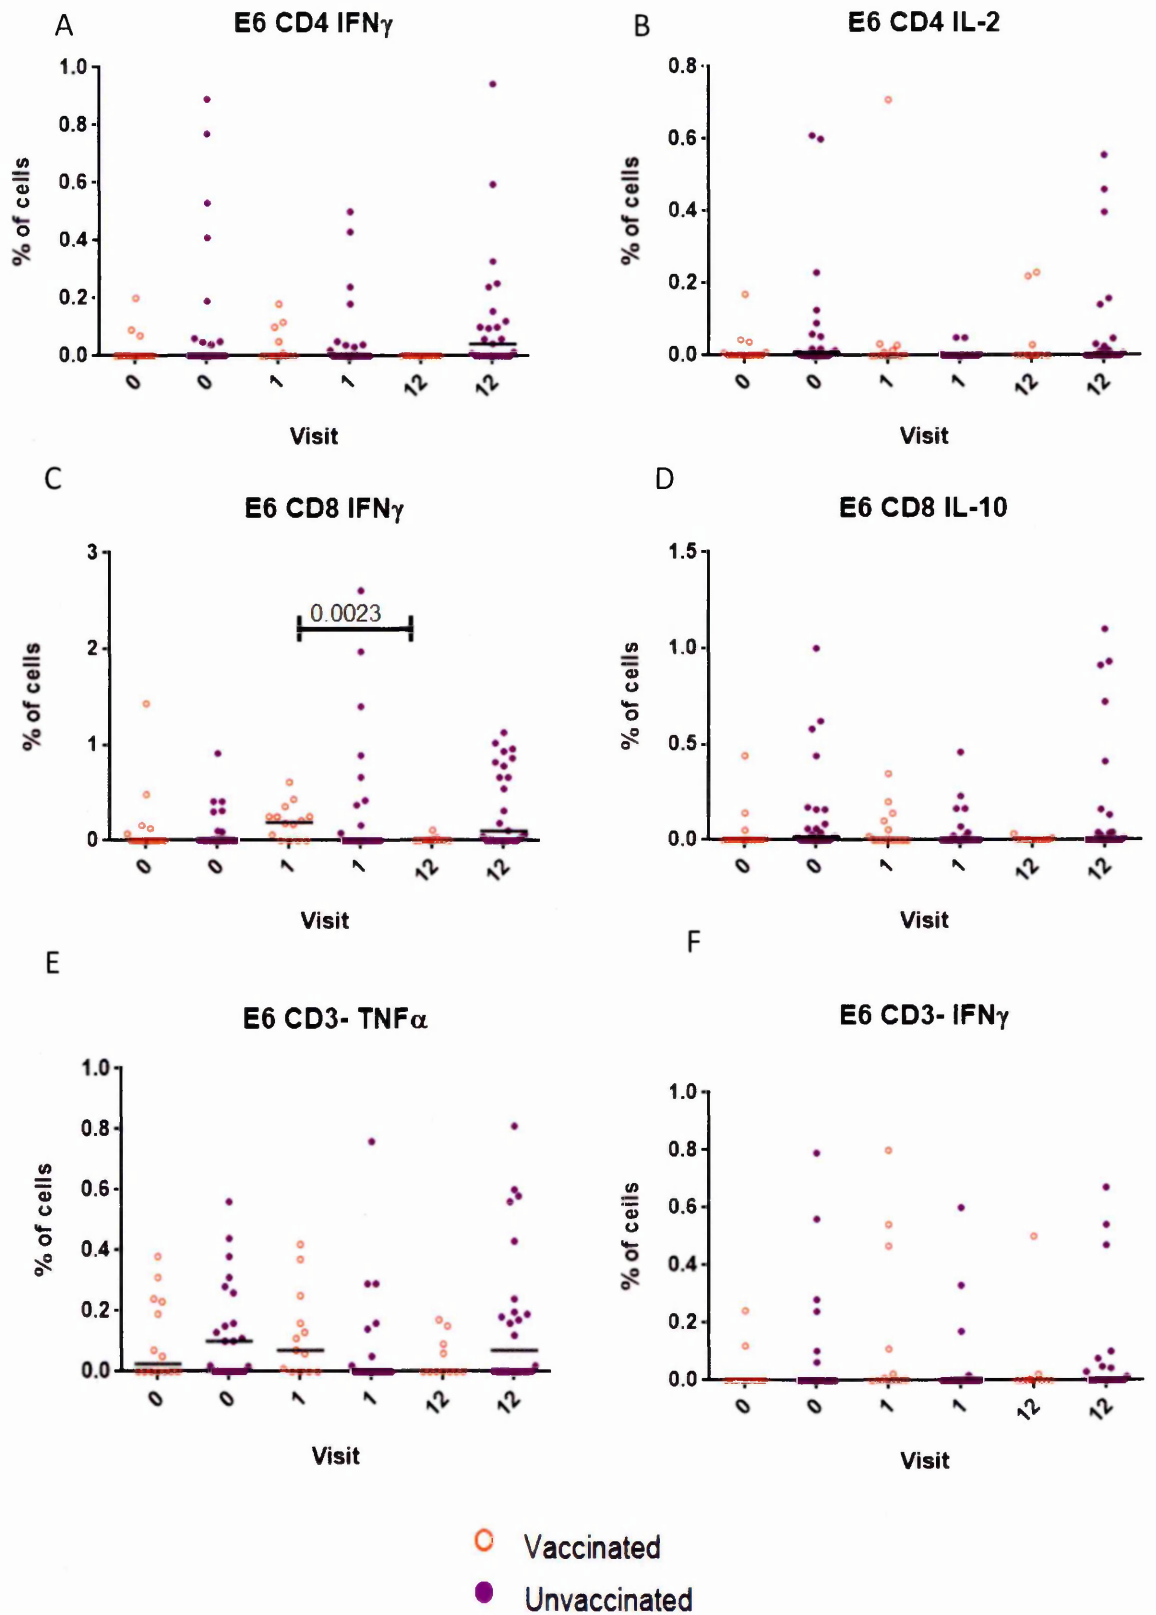 A
E6 CD4 IFNγ
% of cells
1.0
0.8
0.6
0.4
0.2
0.0
0 0 1 1 12 12
Visit
B
E6 CD4 IL-2
% of cells
0.8
0.6
0.4
0.2
0.0
0 0 1 1 12 12
Visit
C
E6 CD8 IFNγ
% of cells
3
2
1
0
0.0023
0 0 1 1 12 12
Visit
D
E6 CD8 IL-10
% of cells
1.5
1.0
0.5
0.0
0 0 1 1 12 12
Visit
E
E6 CD3- TNFα
% of cells
1.0
0.8
0.6
0.4
0.2
0.0
0 0 1 1 12 12
Visit
F
E6 CD3- IFNγ
% of cells
1.0
0.8
0.6
0.4
0.2
0.0
0 0 1 1 12 12
Visit
Vaccinated
Unvaccinated